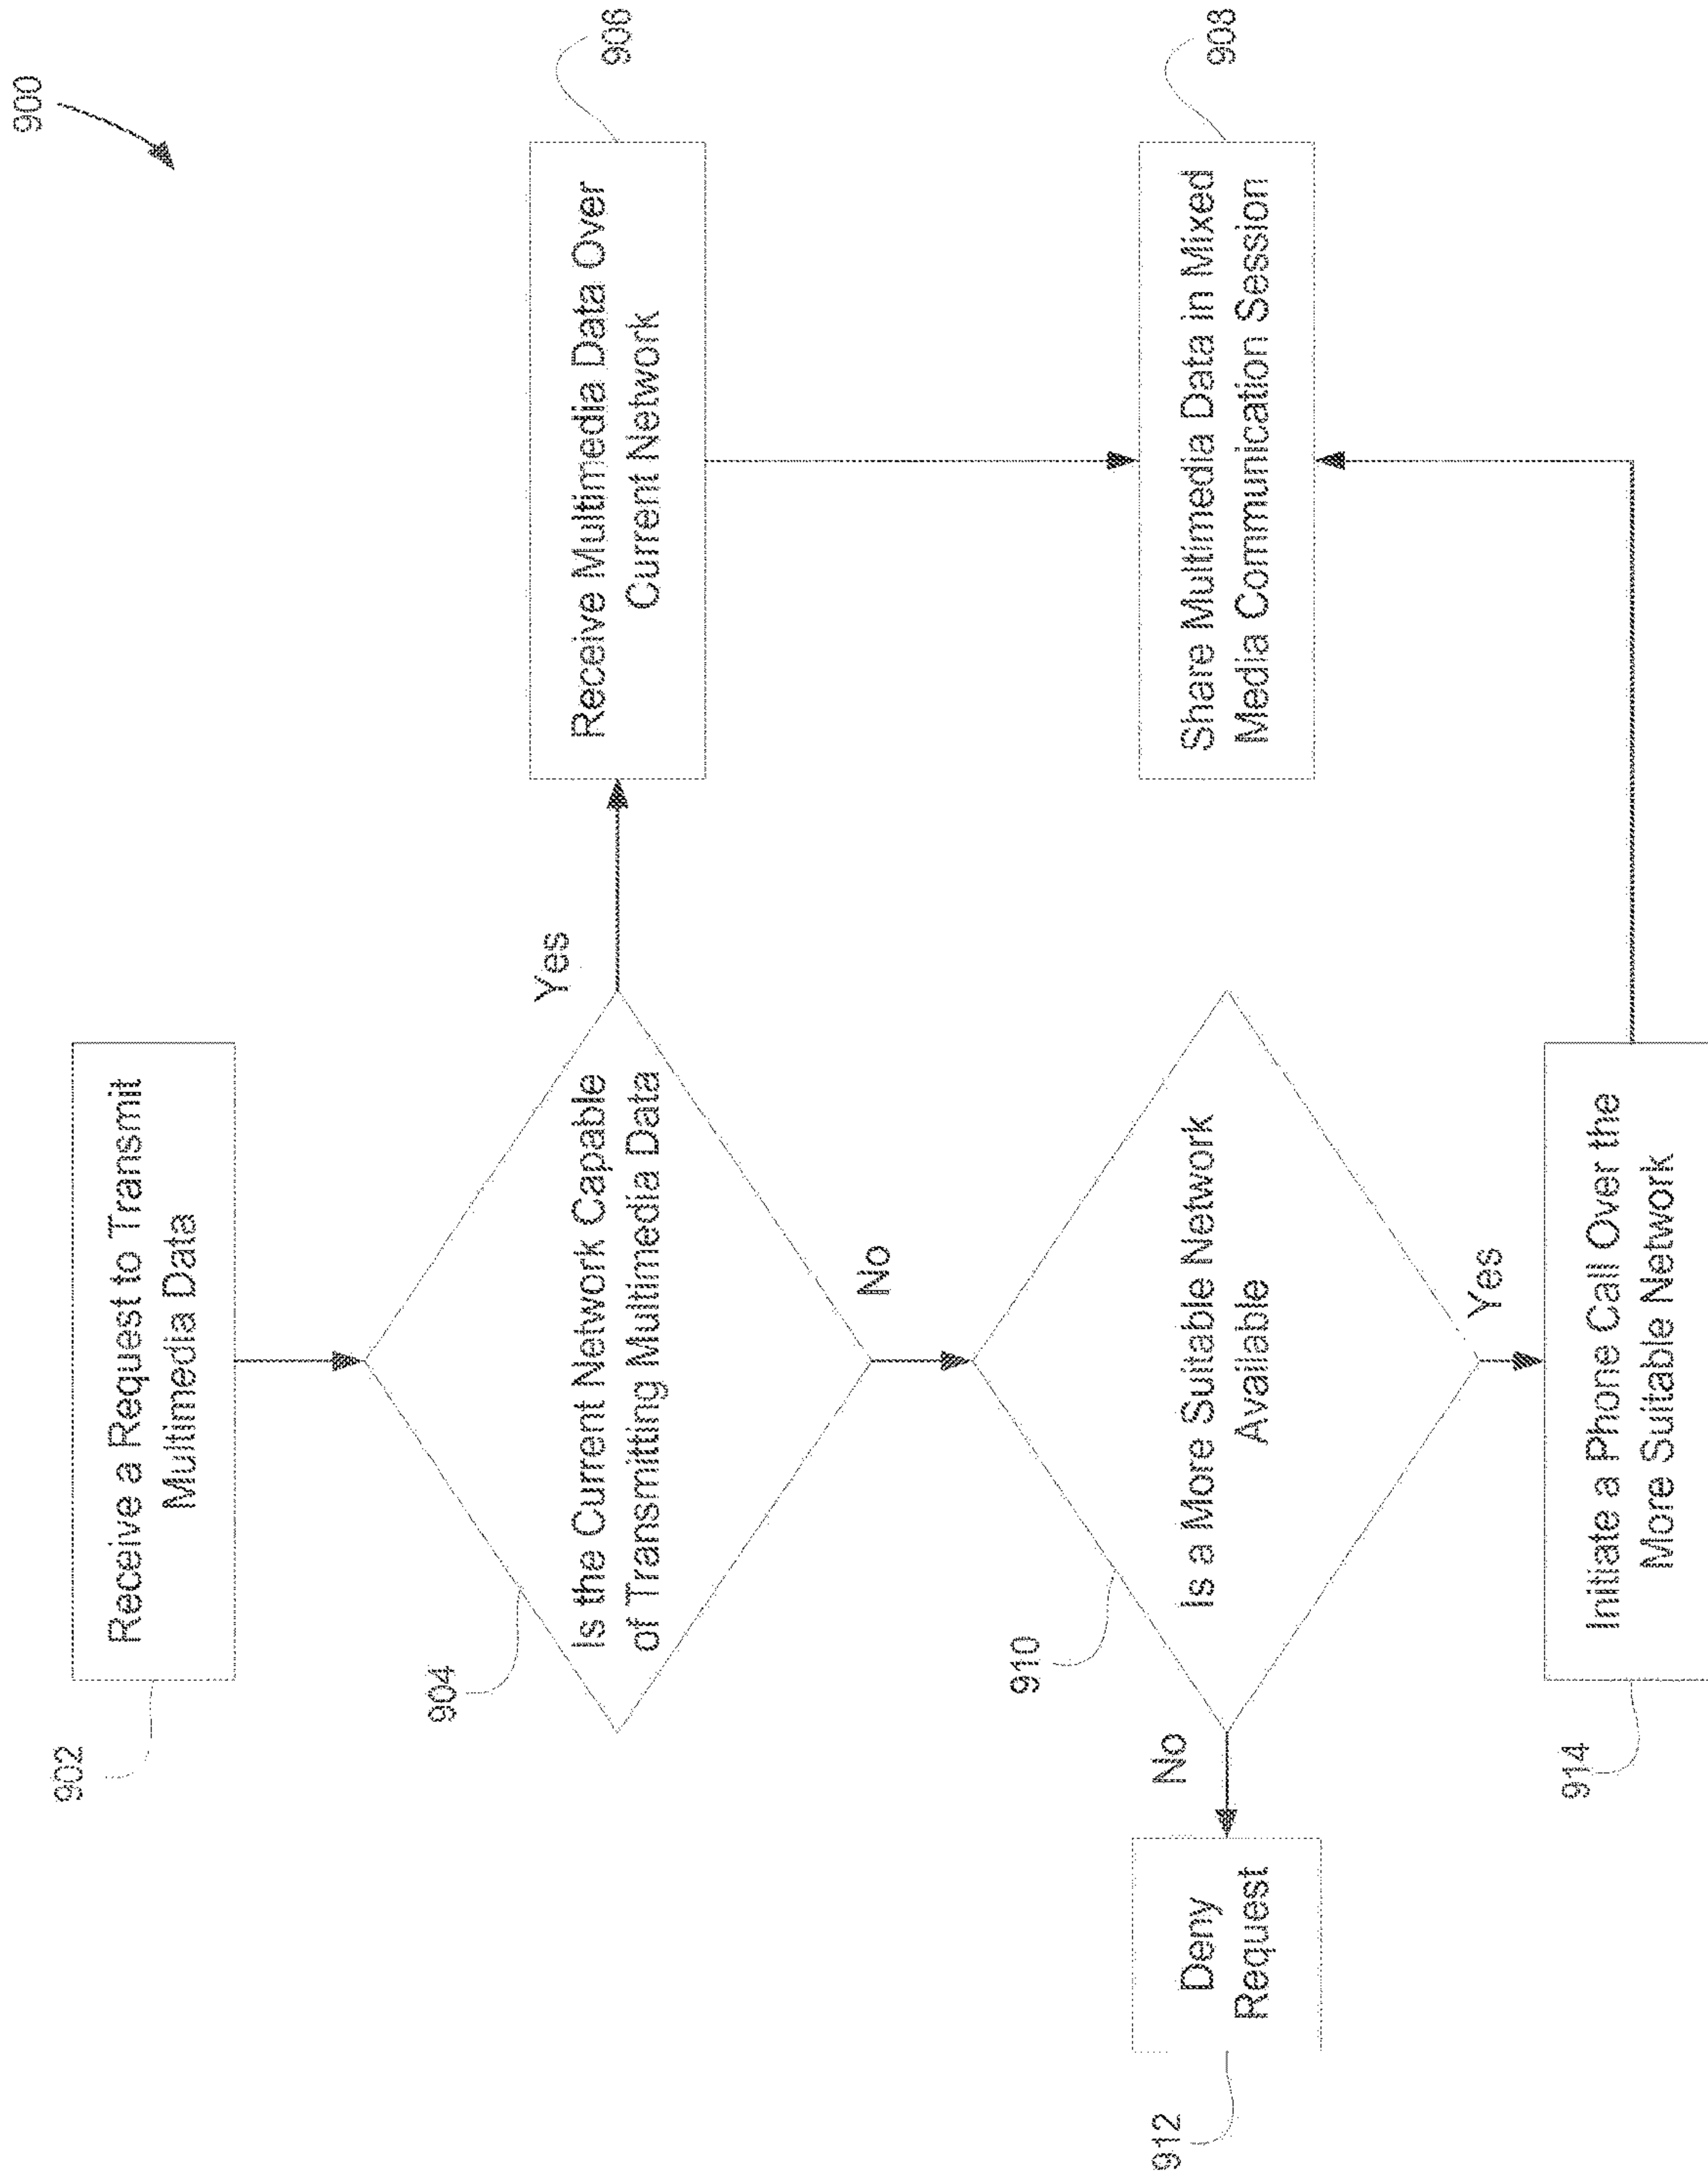 900
902
Receive a Request to Transmit
Multimedia Data
904
Is the Current Network Capable
of Transmitting Multimedia Data
Yes
Receive Multimedia Data Over
Current Network
906
No
910
Is a More Suitable Network
Available
No
Deny
Request
912
Yes
914
Initiate a Phone Call Over the
More Suitable Network
Share Multimedia Data in Mixed
Media Communication Session
908